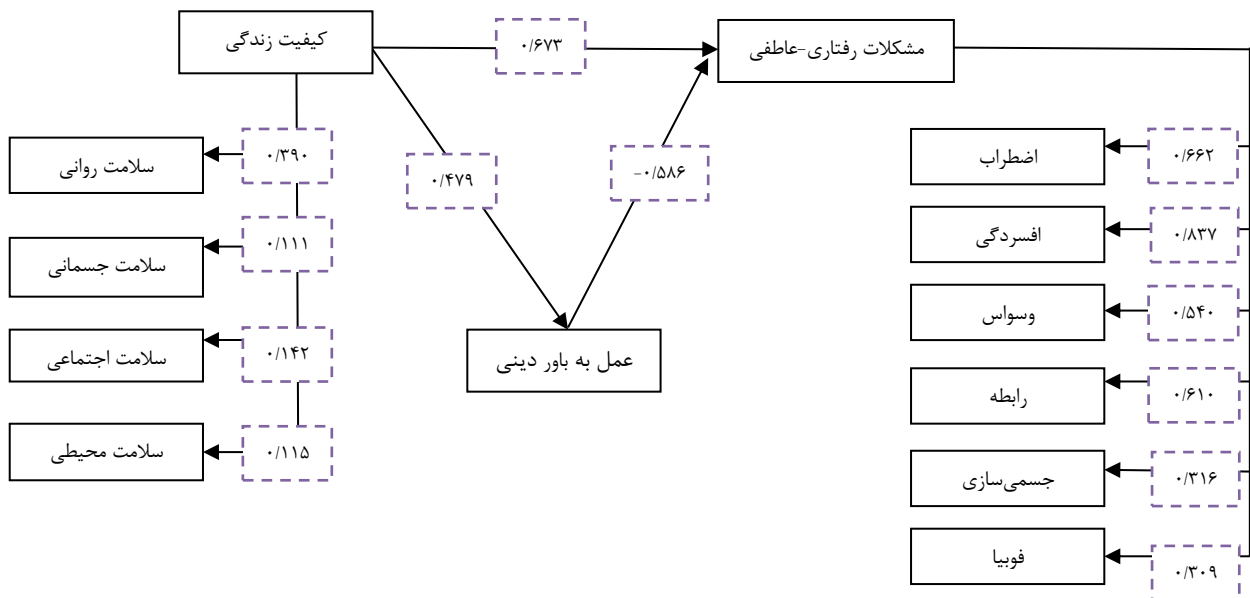 کیفیت زندگی
۰/۶۷۳
مشکلات رفتاری-عاطفی
۰/۳۹۰
سلامت روانی
۰/۱۱۱
سلامت جسمانی
۰/۱۴۲
سلامت اجتماعی
۰/۱۱۵
سلامت محیطی
۰/۴۷۹
-۰/۵۸۶
عمل به باور دینی
۰/۶۶۲
اضطراب
۰/۸۳۷
افسردگی
۰/۵۴۰
وسواس
۰/۶۱۰
رابطه
۰/۳۱۶
جسمی‌سازی
۰/۳۰۹
فوبیا